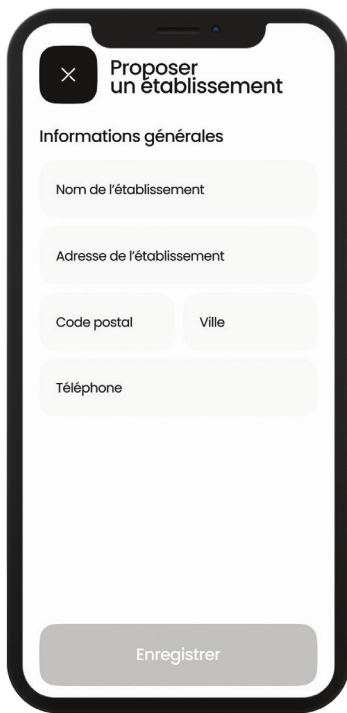 Proposer
un établissement
Informations générales
Nom de l'établissement
Adresse de l'établissement
Code postal
Ville
Téléphone
Enregistrer